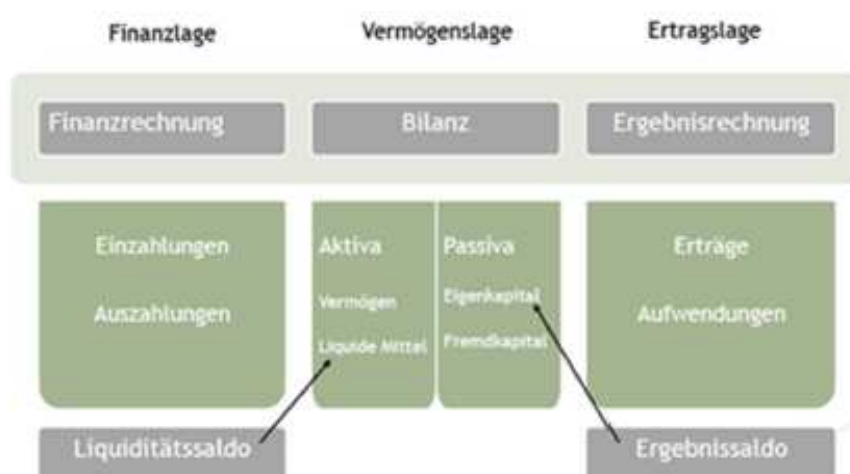 Finanzlage Vermögenslage Ertragslage
Finanzrechnung Bilanz Ergebnisrechnung
Einzahlungen Aktiva Passiva Erträge
Vermögen Eigenkapital
Auszahlungen Aufwendungen
Liquide Mittel Fremdkapital
Liquiditätssaldo Ergebnissaldo